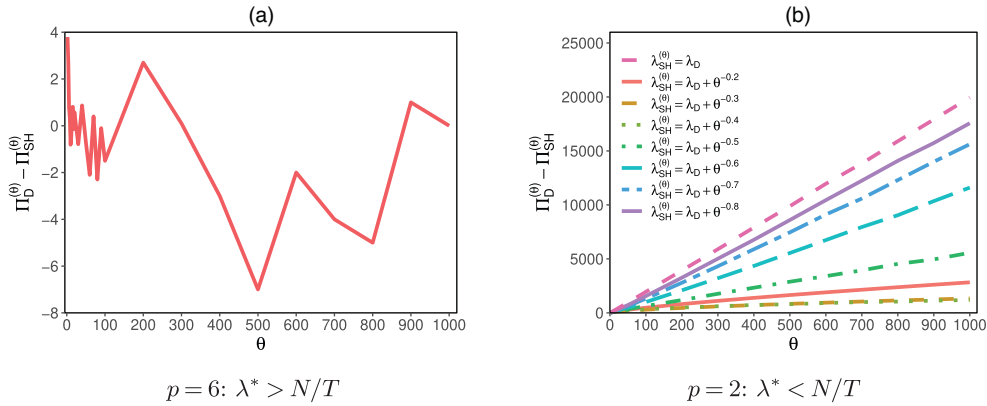 (a)
4
2
0
−2
−4
−6
−8
0 100 200 300 400 500 600 700 800 900 1000
θ
Π_D^(θ) − Π_SH^(θ)
p = 6: λ* > N/T
(b)
25000
20000
15000
10000
5000
0
0 100 200 300 400 500 600 700 800 900 1000
θ
Π_D^(θ) − Π_SH^(θ)
λ_SH^(θ) = λ_D
λ_SH^(θ) = λ_D + θ^−0.2
λ_SH^(θ) = λ_D + θ^−0.3
λ_SH^(θ) = λ_D + θ^−0.4
λ_SH^(θ) = λ_D + θ^−0.5
λ_SH^(θ) = λ_D + θ^−0.6
λ_SH^(θ) = λ_D + θ^−0.7
λ_SH^(θ) = λ_D + θ^−0.8
p = 2: λ* < N/T